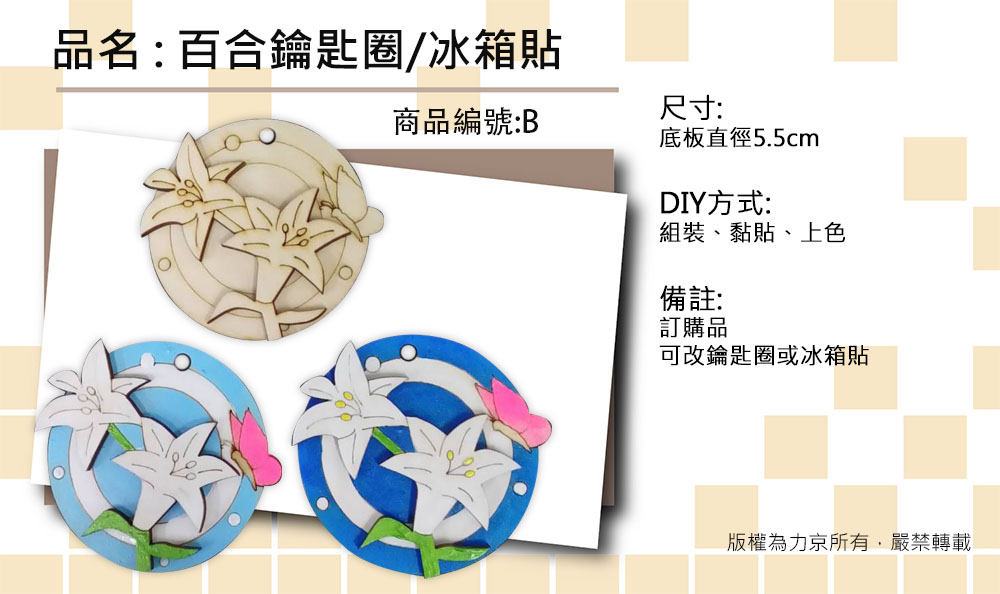 品名 : 百合鑰匙圈/冰箱貼
商品編號:B
尺寸:
底板直徑5.5cm
DIY方式:
組裝、黏貼、上色
備註:
訂購品
可改鑰匙圈或冰箱貼
版權為力京所有，嚴禁轉載